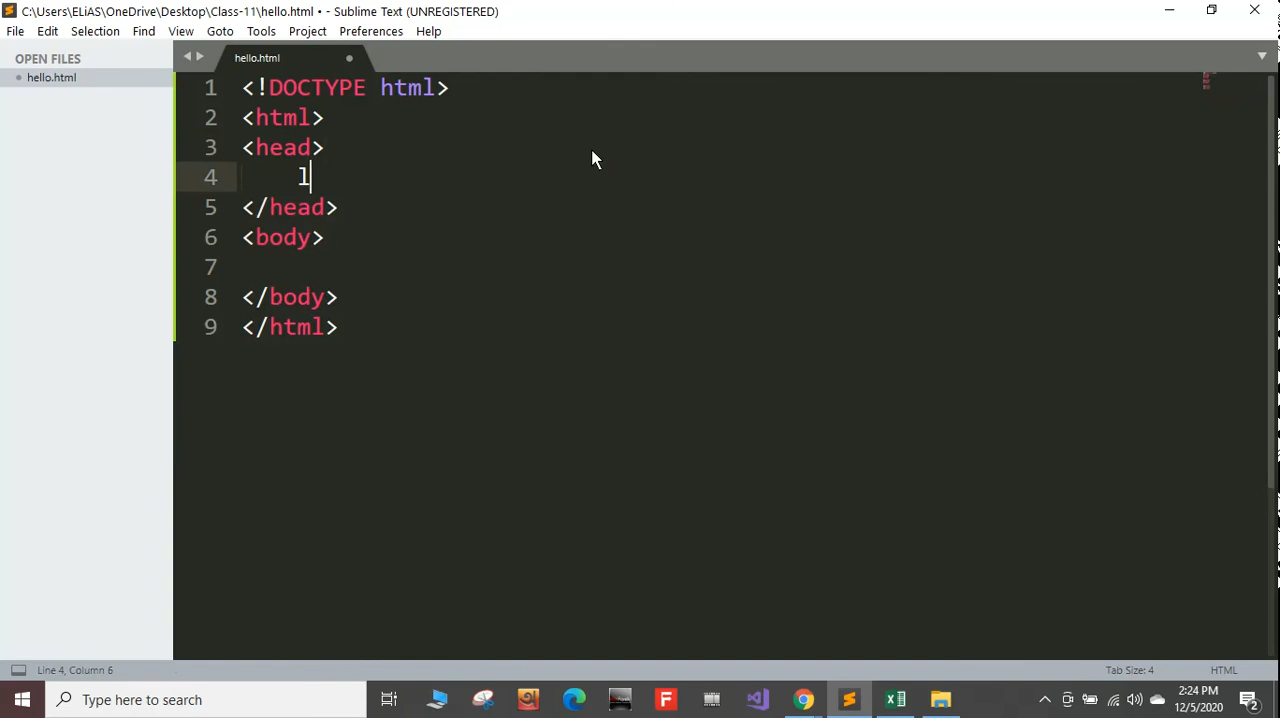 C:\Users\ELiAS\OneDrive\Desktop\Class-11\hello.html • - Sublime Text (UNREGISTERED)
File Edit Selection Find View Goto Tools Project Preferences Help
OPEN FILES
hello.html
hello.html
1 <!DOCTYPE html>
2 <html>
3 <head>
4 l
5 </head>
6 <body>
7
8 </body>
9 </html>
Line 4, Column 6
Tab Size: 4
HTML
Type here to search
2:24 PM
12/5/2020
2